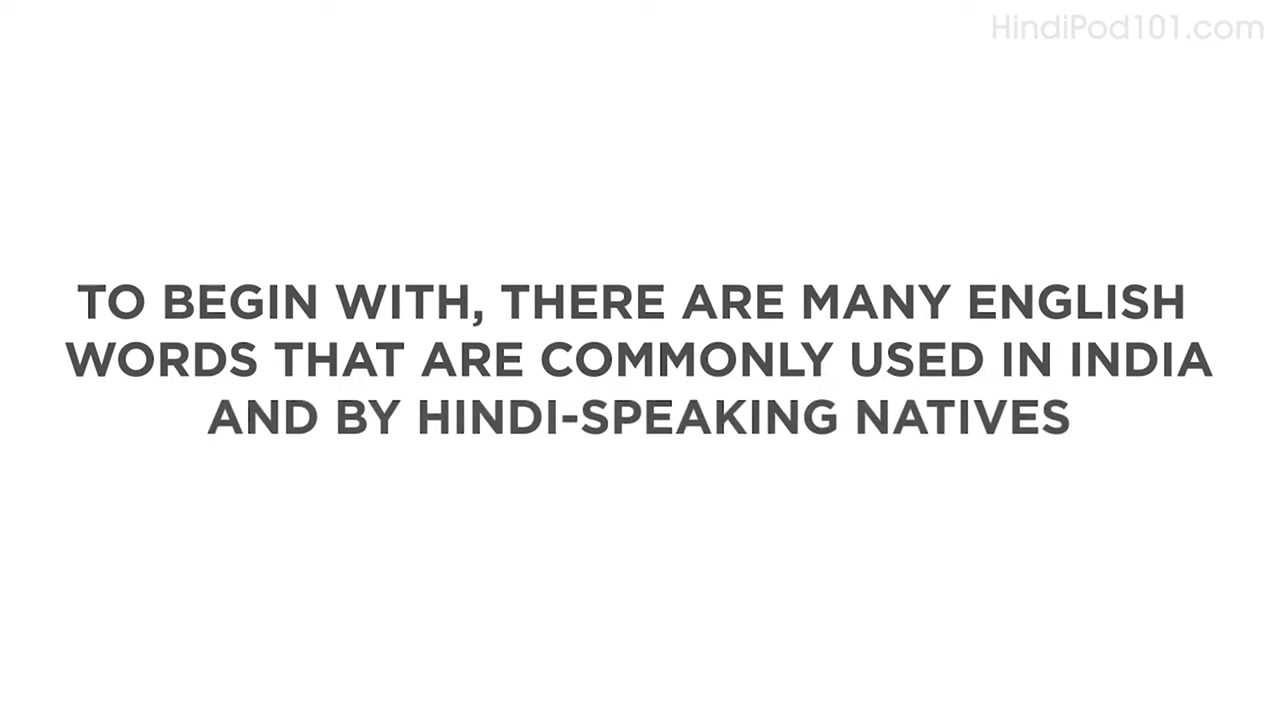 HindiPod101.com
TO BEGIN WITH, THERE ARE MANY ENGLISH
WORDS THAT ARE COMMONLY USED IN INDIA
AND BY HINDI-SPEAKING NATIVES